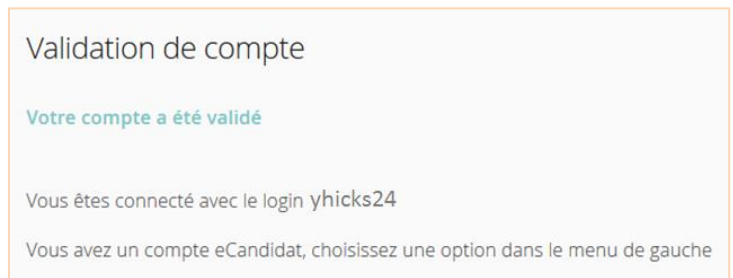 Validation de compte
Votre compte a été validé
Vous êtes connecté avec le login yhicks24
Vous avez un compte eCandidat, choisissez une option dans le menu de gauche